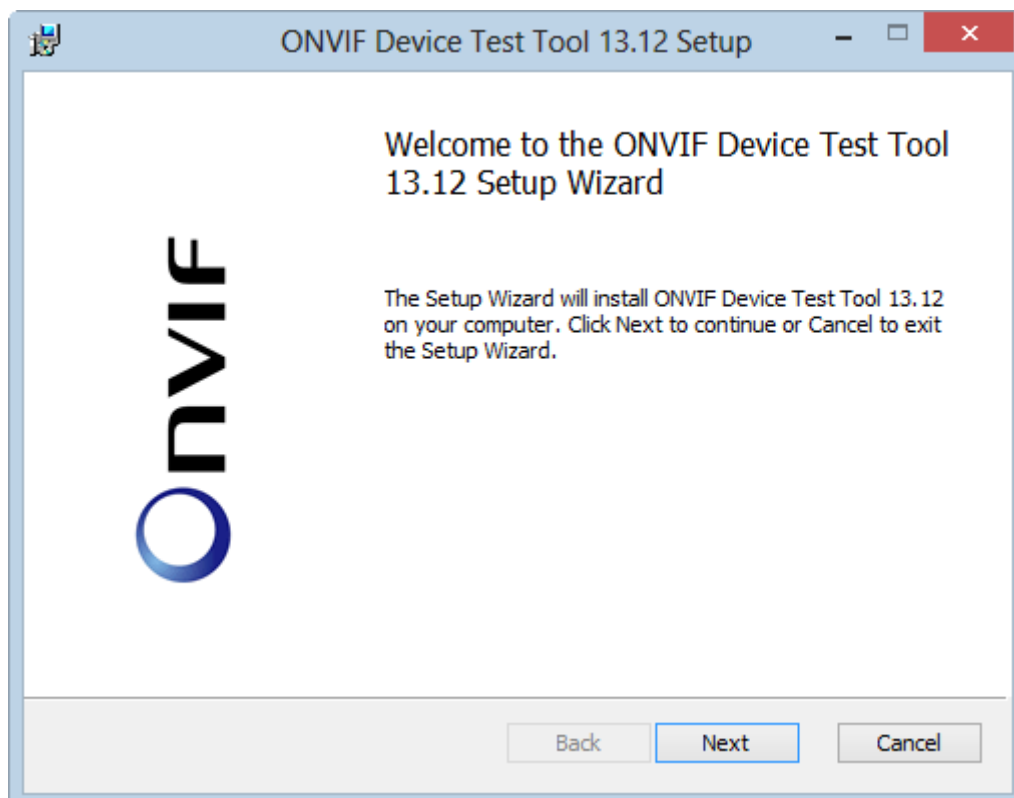 ONVIF Device Test Tool 13.12 Setup
Welcome to the ONVIF Device Test Tool
13.12 Setup Wizard
The Setup Wizard will install ONVIF Device Test Tool 13.12
on your computer. Click Next to continue or Cancel to exit
the Setup Wizard.
Onvif
Back
Next
Cancel